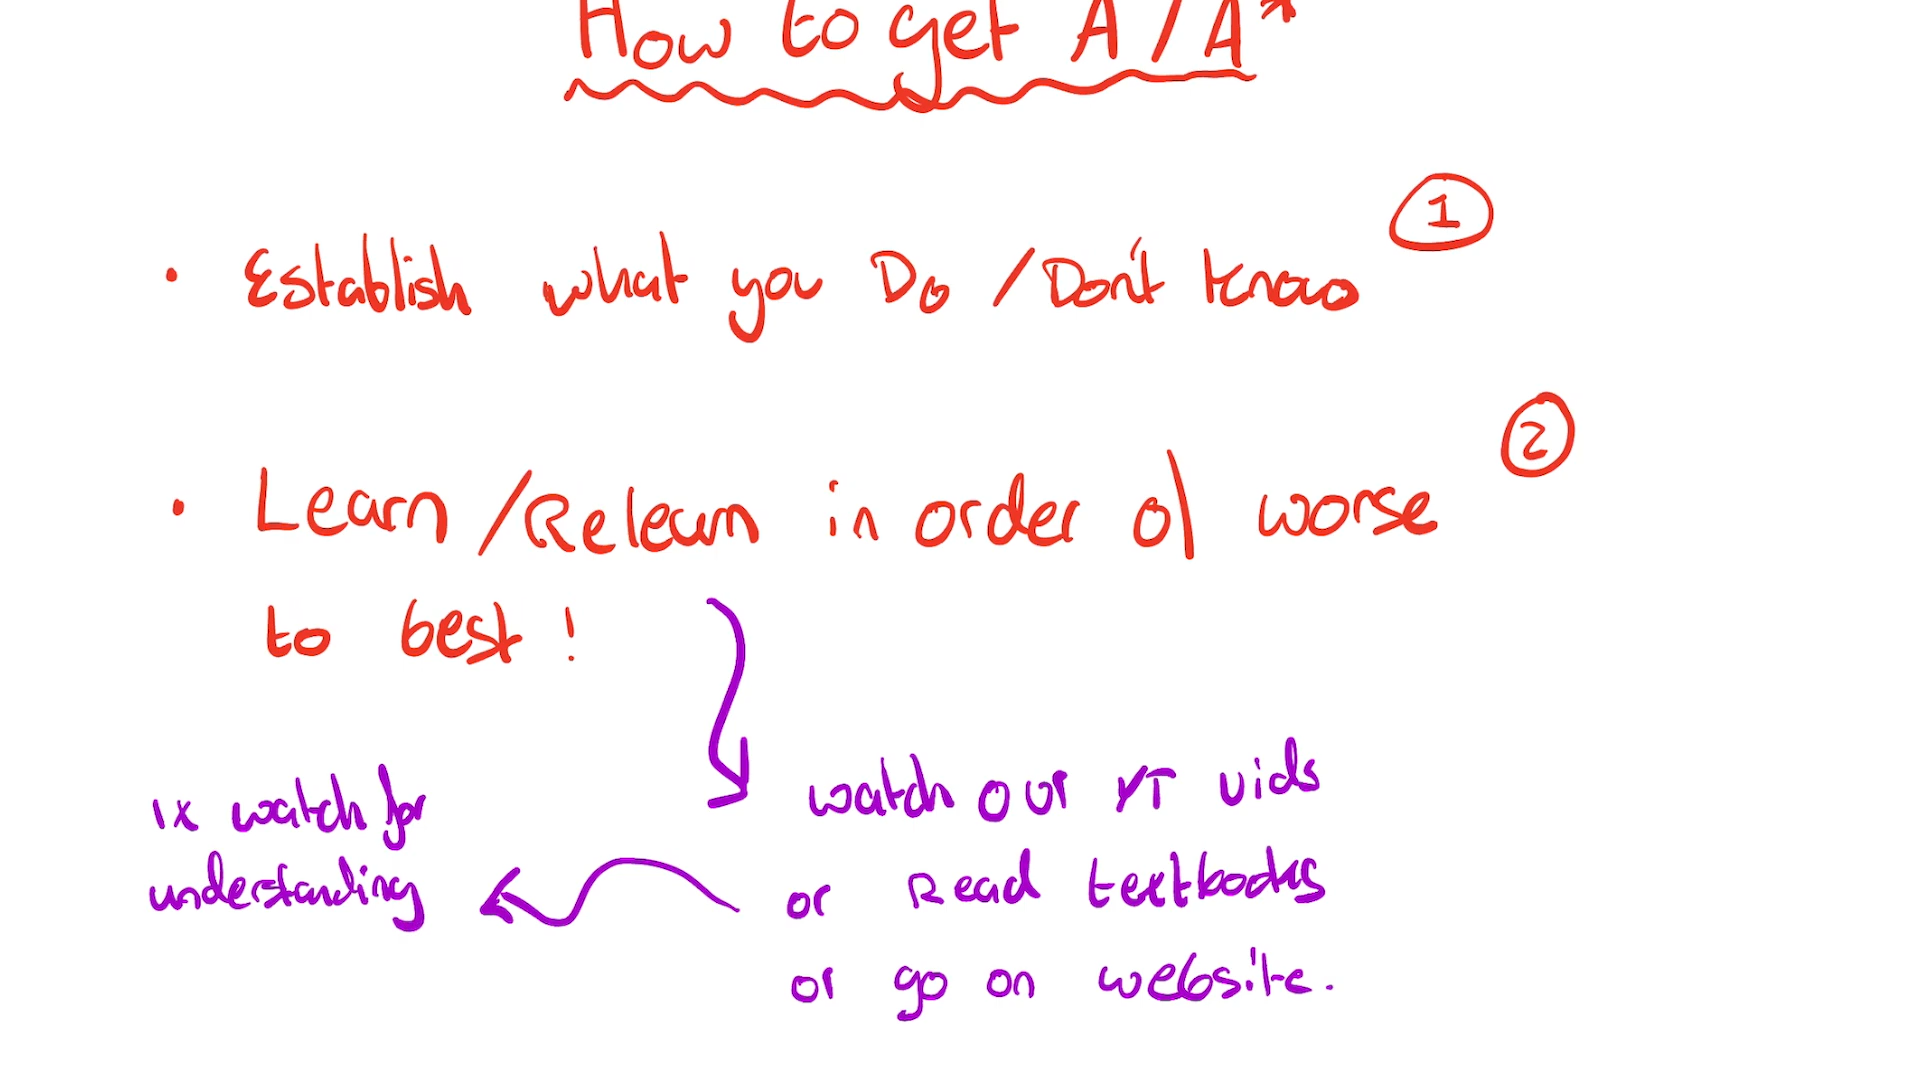 How to get A/A*
1
• Establish what you Do/Don't know
2
• Learn/Relearn in order of worse
to best!
watch our YT vids
or Read textbooks
or go on website.
1x watch for
understanding